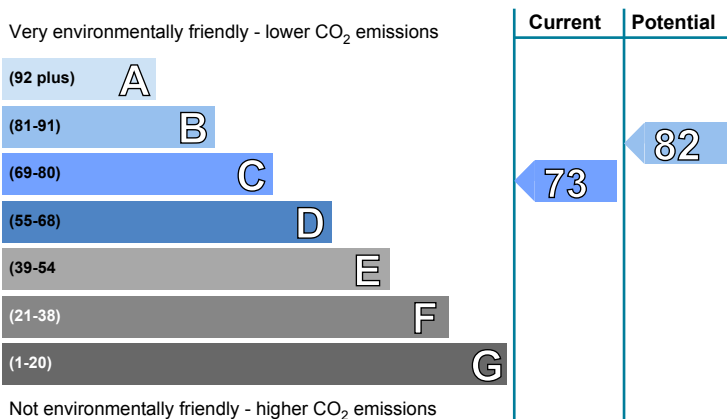 Current Potential
Very environmentally friendly - lower CO2 emissions
(92 plus) A
(81-91) B
82
(69-80) C
73
(55-68) D
(39-54 E
(21-38) F
(1-20) G
Not environmentally friendly - higher CO2 emissions